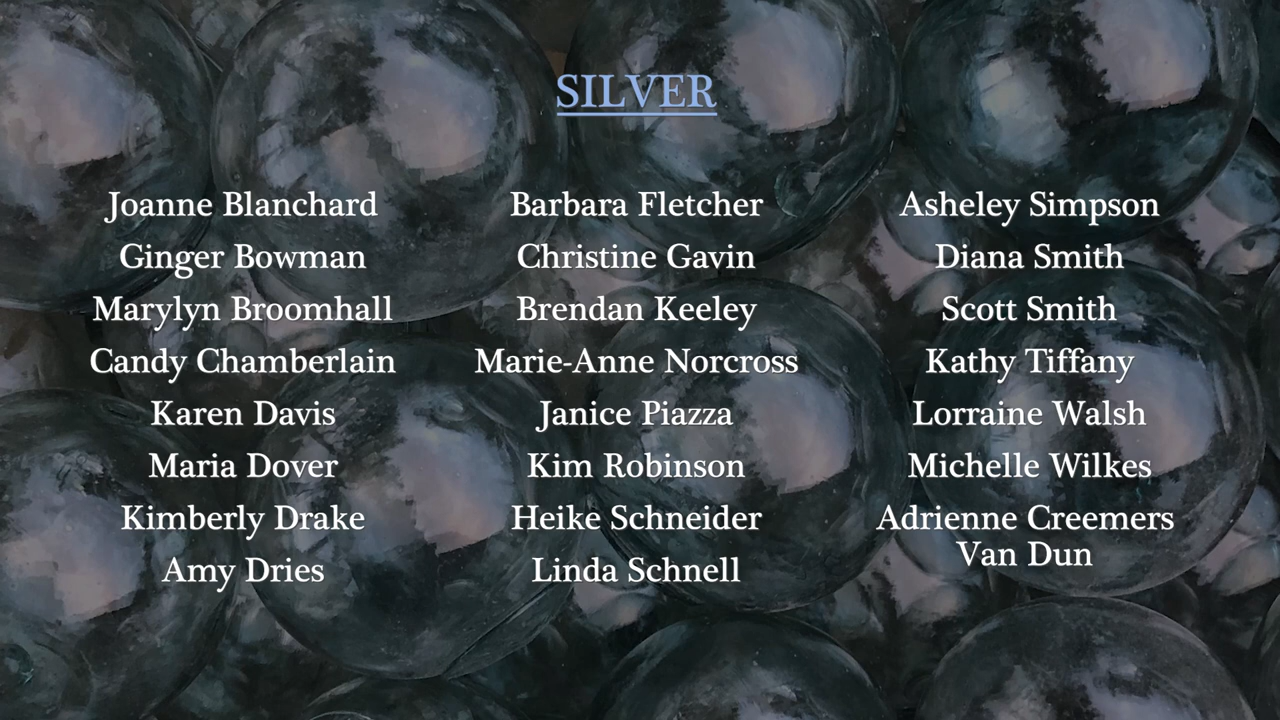 SILVER
Joanne Blanchard
Ginger Bowman
Marylyn Broomhall
Candy Chamberlain
Karen Davis
Maria Dover
Kimberly Drake
Amy Dries
Barbara Fletcher
Christine Gavin
Brendan Keeley
Marie-Anne Norcross
Janice Piazza
Kim Robinson
Heike Schneider
Linda Schnell
Asheley Simpson
Diana Smith
Scott Smith
Kathy Tiffany
Lorraine Walsh
Michelle Wilkes
Adrienne Creemers
Van Dun